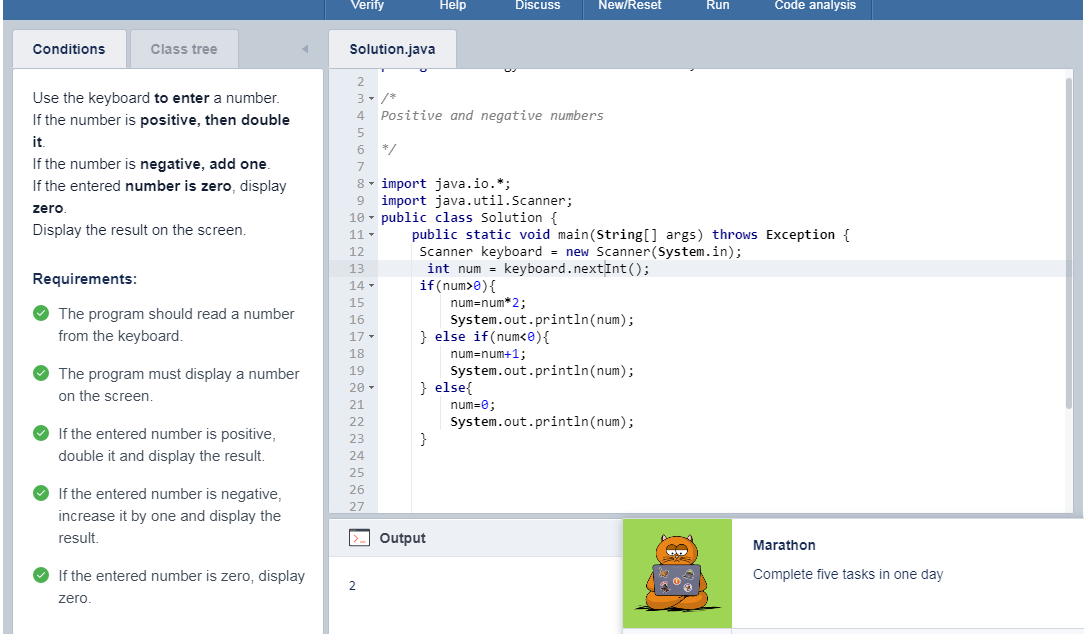 Verify Help Discuss New/Reset Run Code analysis
Conditions Class tree
Use the keyboard to enter a number.
If the number is positive, then double
it.
If the number is negative, add one.
If the entered number is zero, display
zero.
Display the result on the screen.
Requirements:
The program should read a number
from the keyboard.
The program must display a number
on the screen.
If the entered number is positive,
double it and display the result.
If the entered number is negative,
increase it by one and display the
result.
If the entered number is zero, display
zero.
Solution.java
2
3 /*
4 Positive and negative numbers
5
6 */
7
8 import java.io.*;
9 import java.util.Scanner;
10 public class Solution {
11 public static void main(String[] args) throws Exception {
12 Scanner keyboard = new Scanner(System.in);
13 int num = keyboard.nextInt();
14 if(num>0){
15 num=num*2;
16 System.out.println(num);
17 } else if(num<0){
18 num=num+1;
19 System.out.println(num);
20 } else{
21 num=0;
22 System.out.println(num);
23 }
24
25
26
27
Output
2
Marathon
Complete five tasks in one day